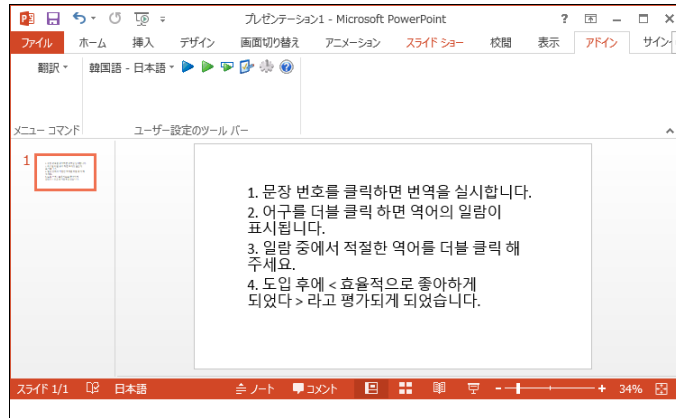 プレゼンテーション1 - Microsoft PowerPoint
ファイル ホーム 挿入 デザイン 画面切り替え アニメーション スライド ショー 校閲 表示 アドイン サイン
翻訳 韓国語 - 日本語
メニュー コマンド ユーザー設定のツール バー
1
1. 문장 번호를 클릭하면 번역을 실시합니다.
2. 어구를 더블 클릭 하면 역어의 일람이
표시됩니다.
3. 일람 중에서 적절한 역어를 더블 클릭 해
주세요.
4. 도입 후에 < 효율적으로 좋아하게
되었다 > 라고 평가되게 되었습니다.
スライド 1/1 日本語 ノート コメント 34%